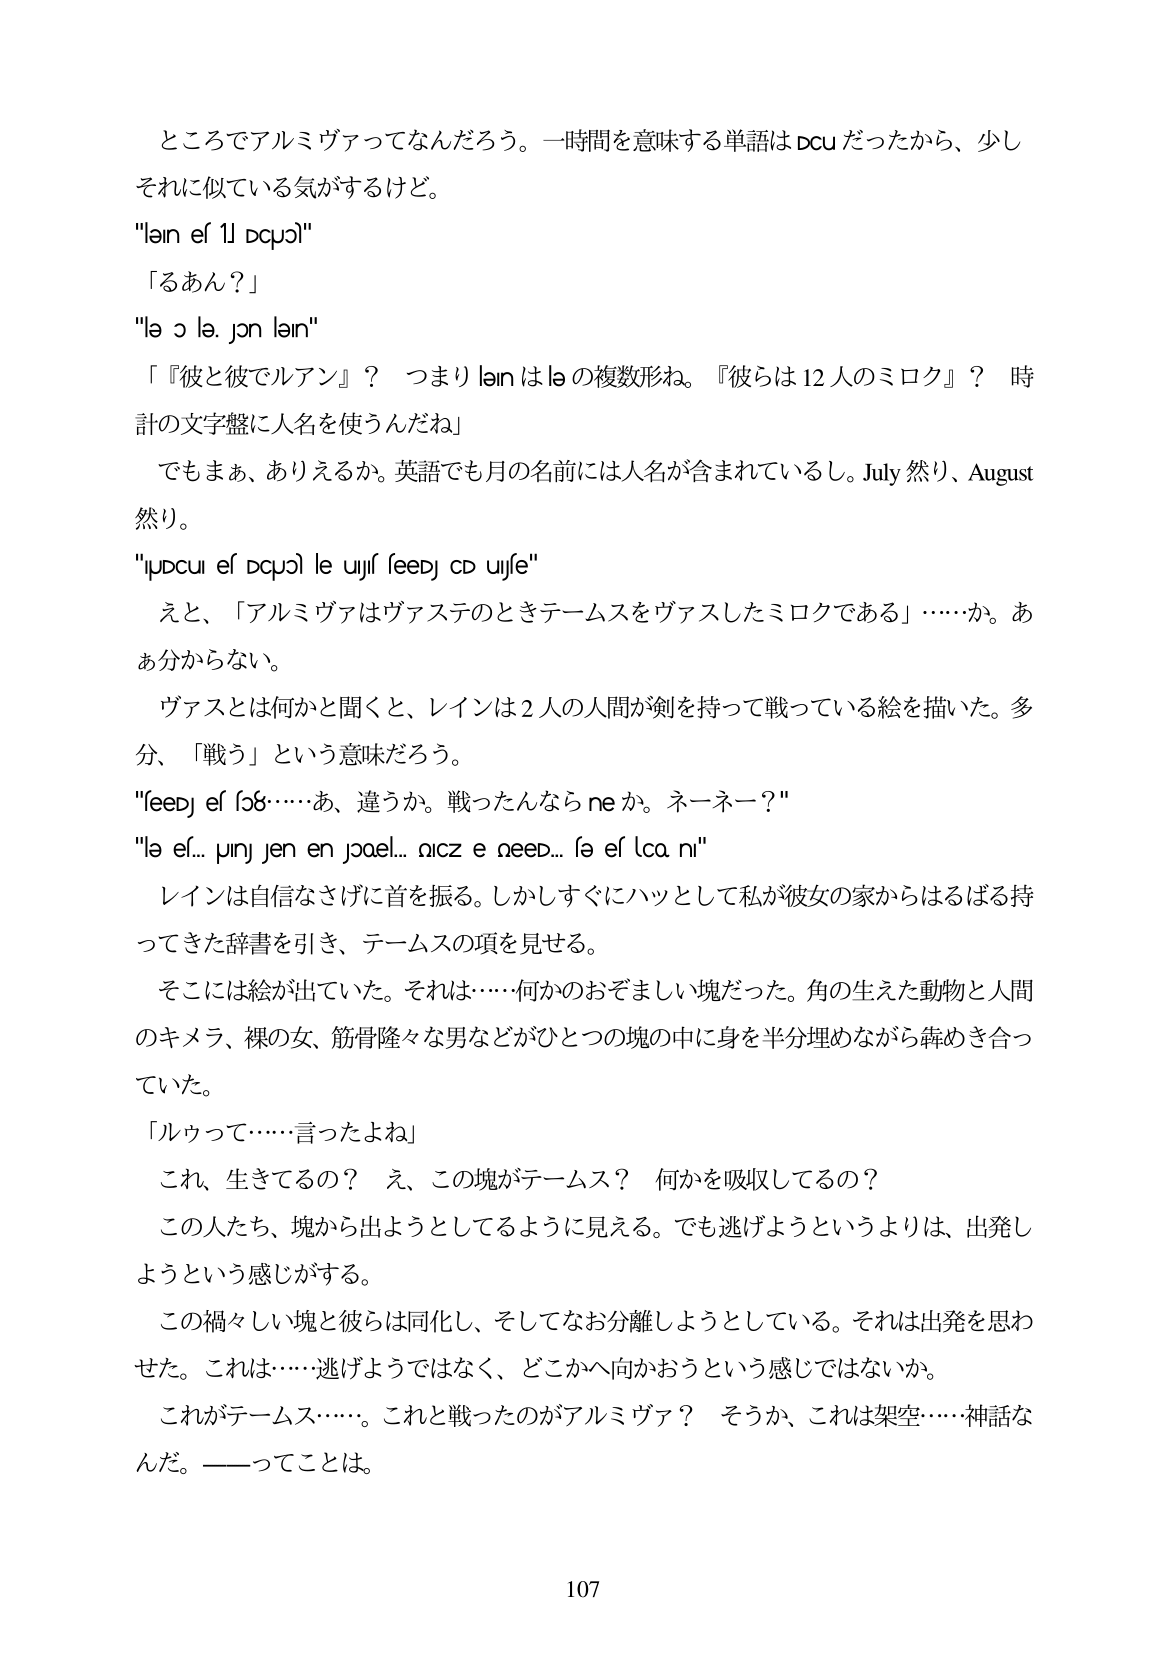 ところでアルミヴァってなんだろう。一時間を意味する単語は ᴅcu だったから、少し
それに似ている気がするけど。
"lən eſ 12 ᴅcµɔl"
「るあん？」
"lə ɔ lə. jɔn ləın"
「『彼と彼でルアン』？　つまり ləın は lə の複数形ね。『彼らは 12 人のミロク』？　時
計の文字盤に人名を使うんだね」
でもまぁ、ありえるか。英語でも月の名前には人名が含まれているし。July 然り、August
然り。
"ıµᴅcuı eſ ᴅcµɔl le uıȷıſ ſeeᴅȷ cᴅ uıȷſe"
えと、「アルミヴァはヴァステのときテームスをヴァスしたミロクである」……か。あ
ぁ分からない。
ヴァスとは何かと聞くと、レインは 2 人の人間が剣を持って戦っている絵を描いた。多
分、「戦う」という意味だろう。
"ſeeᴅȷ eſ ſɔ8……あ、違うか。戦ったんなら ne か。ネーネー？"
"lə eſ... µınȷ ȷen en ȷɔɑel... ɲıcz e ɲeeᴅ... ſə eſ lcɑ nı"
レインは自信なさげに首を振る。しかしすぐにハッとして私が彼女の家からはるばる持
ってきた辞書を引き、テームスの項を見せる。
そこには絵が出ていた。それは……何かのおぞましい塊だった。角の生えた動物と人間
のキメラ、裸の女、筋骨隆々な男などがひとつの塊の中に身を半分埋めながら犇めき合っ
ていた。
「ルゥって……言ったよね」
これ、生きてるの？　え、この塊がテームス？　何かを吸収してるの？
この人たち、塊から出ようとしてるように見える。でも逃げようというよりは、出発し
ようという感じがする。
この禍々しい塊と彼らは同化し、そしてなお分離しようとしている。それは出発を思わ
せた。これは……逃げようではなく、どこかへ向かおうという感じではないか。
これがテームス……。これと戦ったのがアルミヴァ？　そうか、これは架空……神話な
んだ。――ってことは。
107